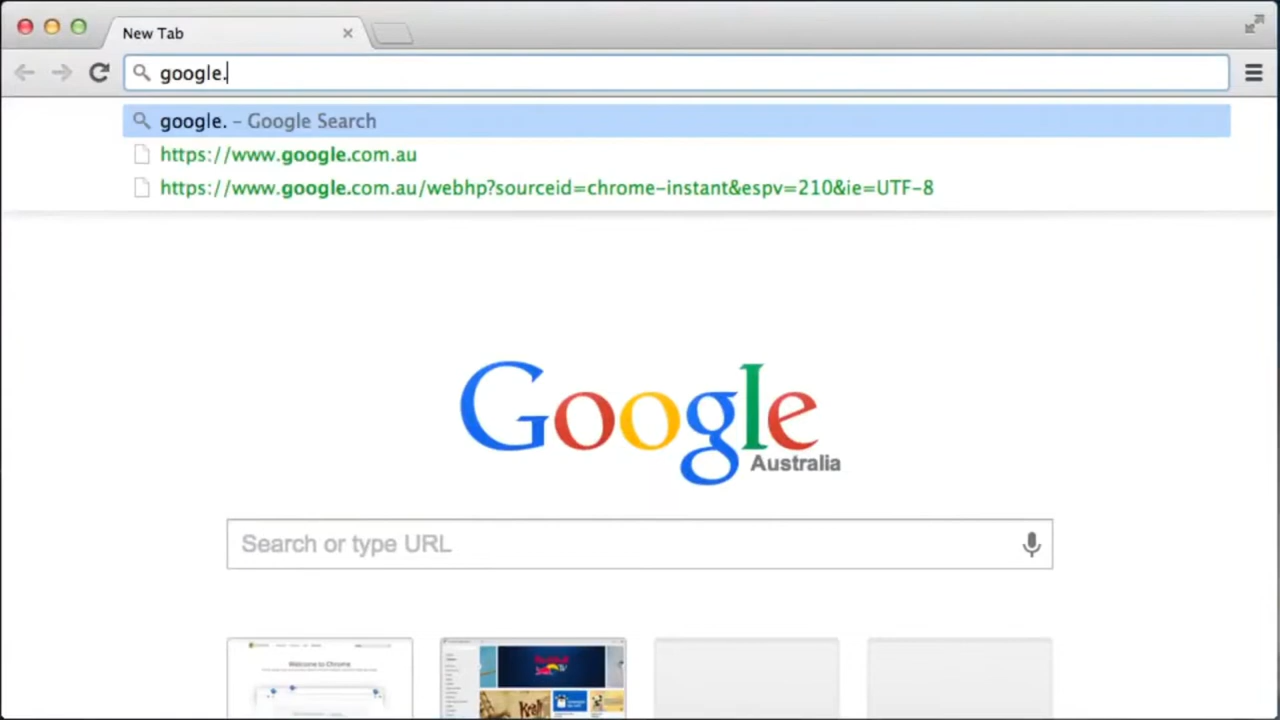 New Tab
google.
google. – Google Search
https://www.google.com.au
https://www.google.com.au/webhp?sourceid=chrome-instant&espv=210&ie=UTF-8
Google
Australia
Search or type URL
Welcome to Chrome